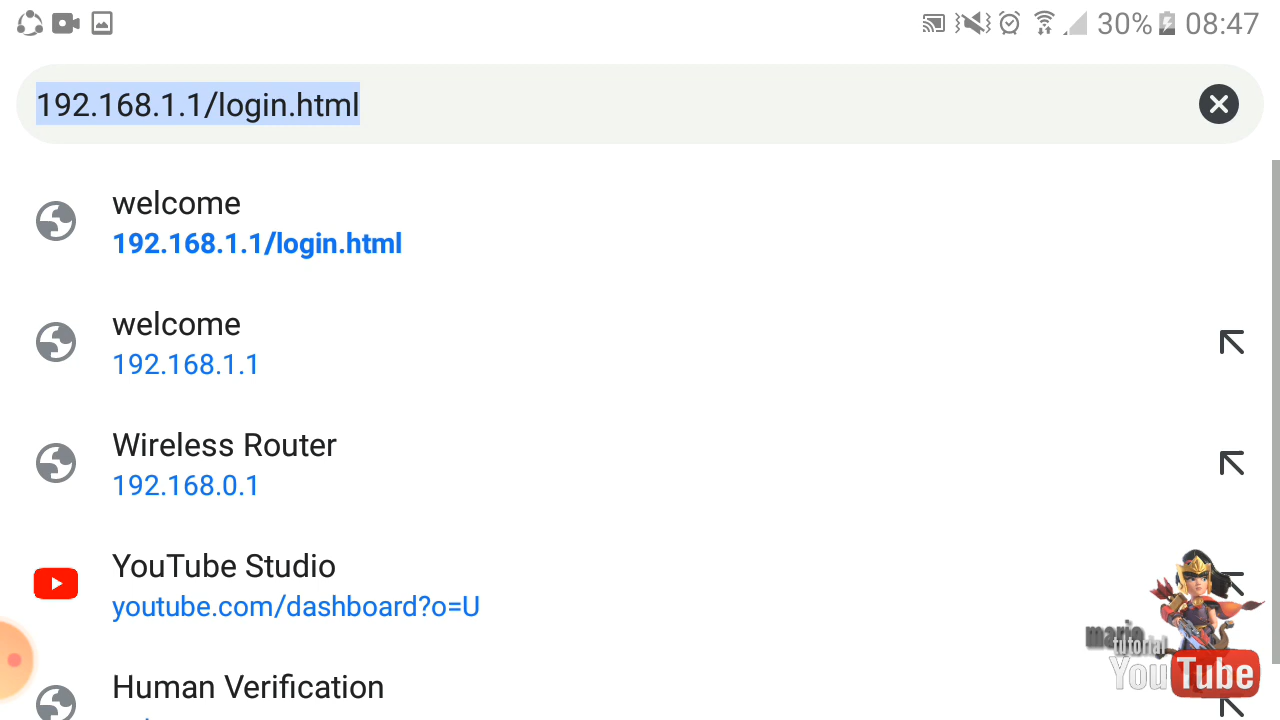 30% 08:47
192.168.1.1/login.html
welcome
192.168.1.1/login.html
welcome
192.168.1.1
Wireless Router
192.168.0.1
YouTube Studio
youtube.com/dashboard?o=U
Human Verification
mario
tutorial
YouTube